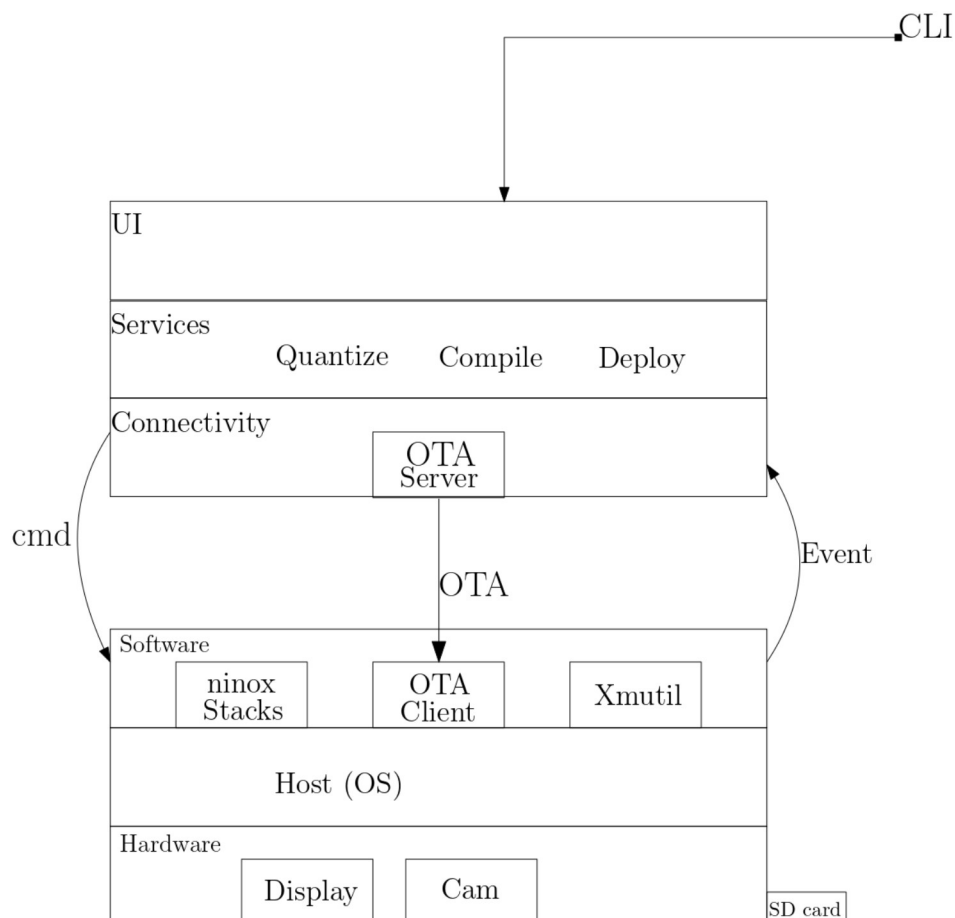 CLI
UI
Services
Quantize Compile Deploy
Connectivity
OTA
Server
cmd
Event
OTA
Software
ninox
Stacks
OTA
Client
Xmutil
Host (OS)
Hardware
Display
Cam
SD card